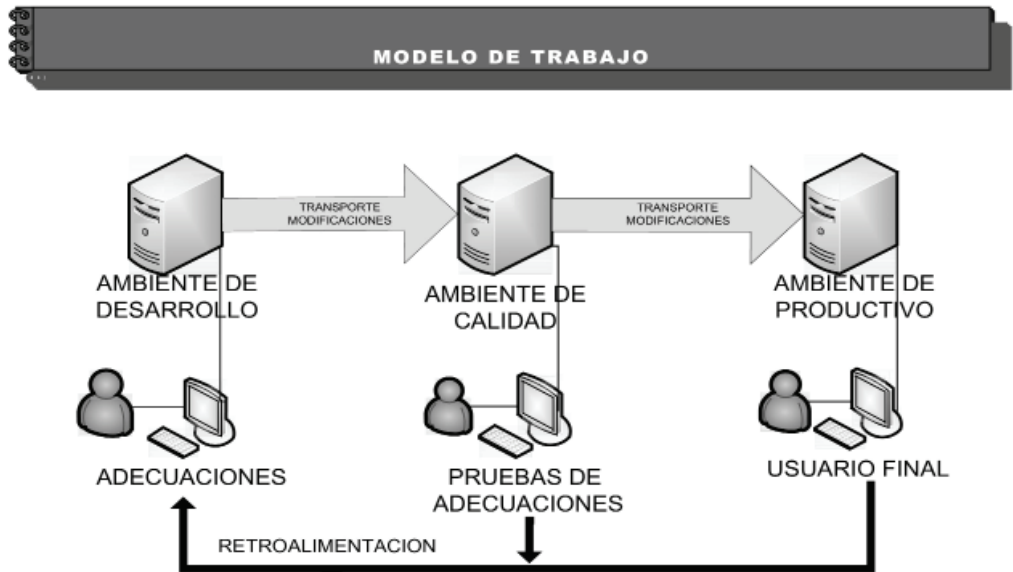 MODELO DE TRABAJO
TRANSPORTE
MODIFICACIONES
TRANSPORTE
MODIFICACIONES
AMBIENTE DE
DESARROLLO
AMBIENTE DE
CALIDAD
AMBIENTE DE
PRODUCTIVO
ADECUACIONES
PRUEBAS DE
ADECUACIONES
USUARIO FINAL
RETROALIMENTACION